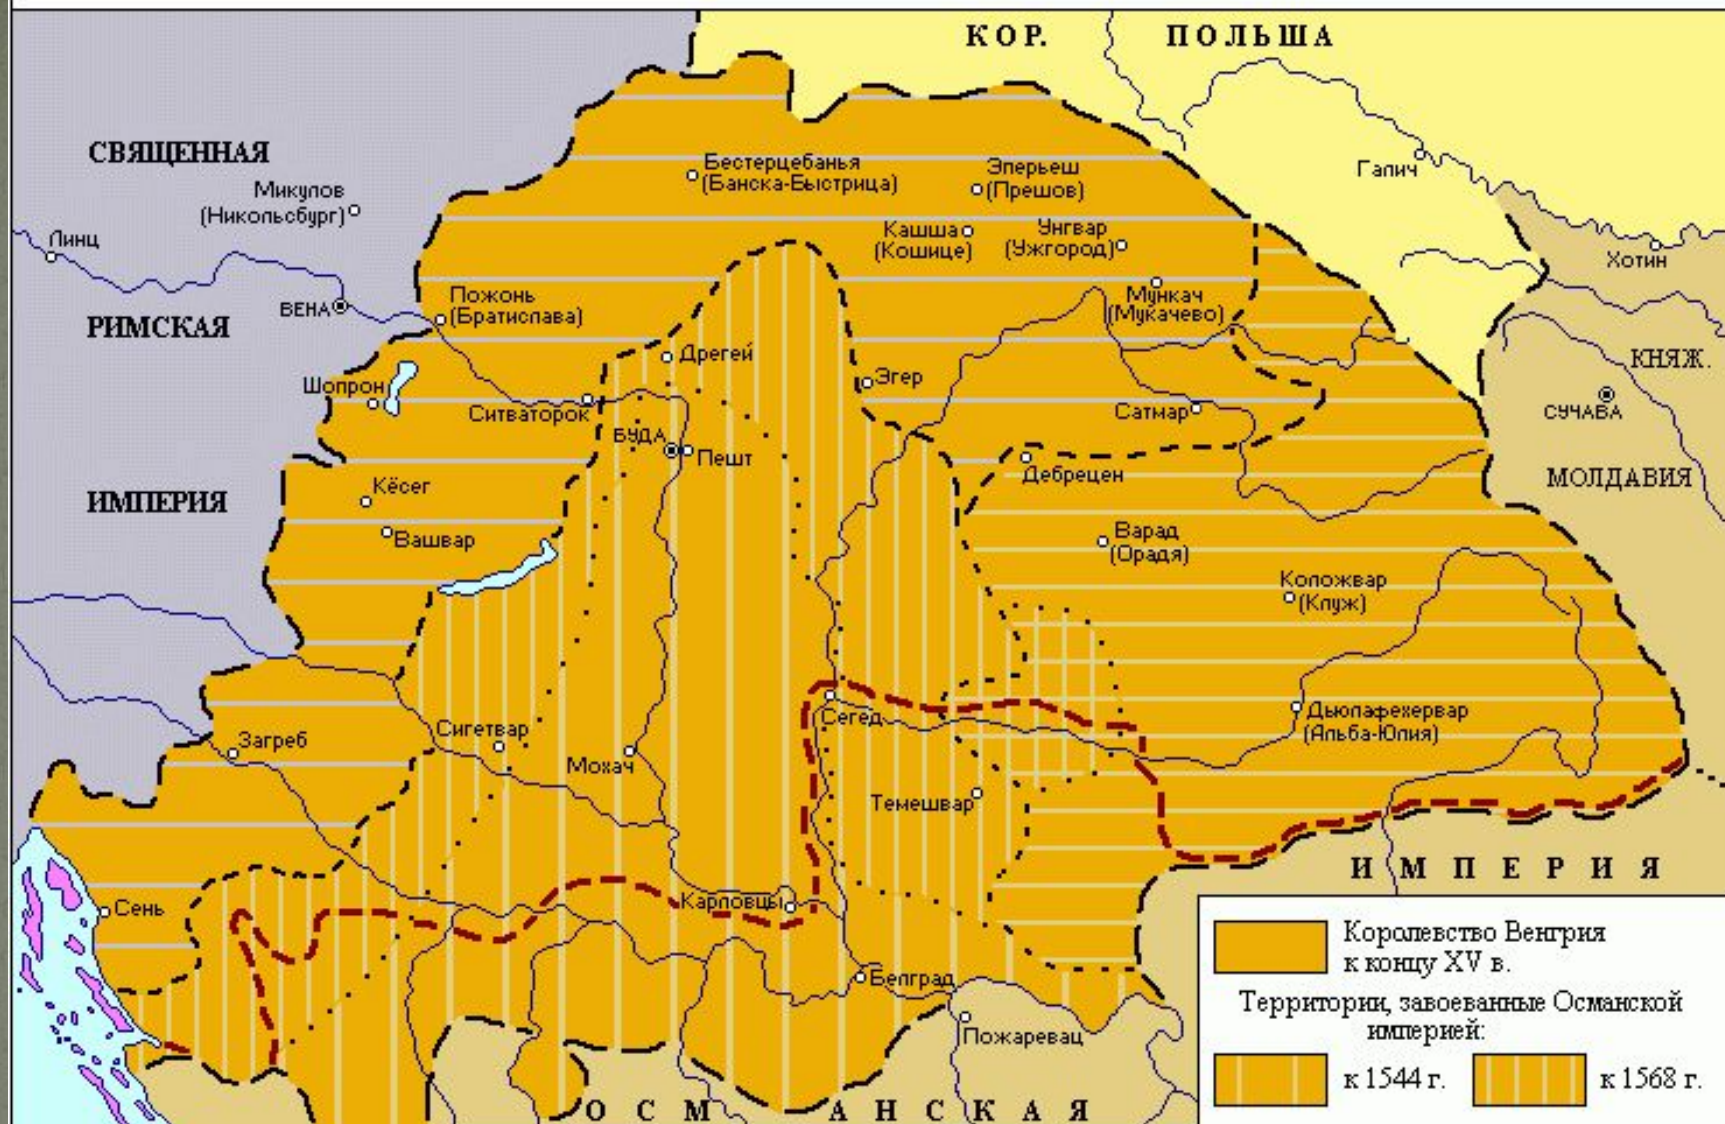 КОР. ПОЛЬША
СВЯЩЕННАЯ
РИМСКАЯ
ИМПЕРИЯ
Микулов
(Никольсбург)
Линц
ВЕНА
Бестерцебанья
(Банска-Быстрица)
Эперьеш
(Прешов)
Кашша
(Кошице)
Унгвар
(Ужгород)
Мункач
(Мукачево)
Галич
Хотин
КНЯЖ.
СУЧАВА
МОЛДАВИЯ
Пожонь
(Братислава)
Шопрон
Ситваторок
Дрегей
Эгер
Сатмар
БУДА
Пешт
Дебрецен
Кёсег
Вашвар
Варад
(Орадя)
Коложвар
(Клуж)
Сигетвар
Загреб
Мохач
Сегед
Дьюлафехервар
(Альба-Юлия)
Темешвар
Сень
Карловцы
Белград
Пожаревац
ОСМАНСКАЯ
ИМПЕРИЯ
Королевство Венгрия
к концу XV в.
Территории, завоеванные Османской
империей:
к 1544 г.
к 1568 г.